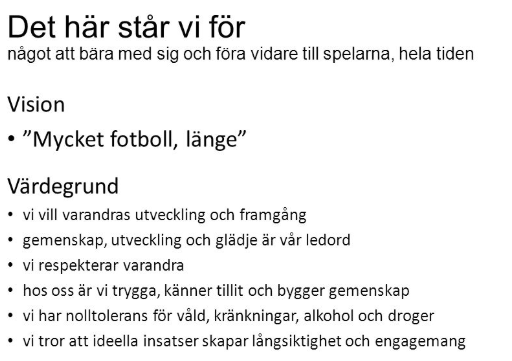 Det här står vi för
något att bära med sig och föra vidare till spelarna, hela tiden
Vision
• ”Mycket fotboll, länge”
Värdegrund
• vi vill varandras utveckling och framgång
• gemenskap, utveckling och glädje är vår ledord
• vi respekterar varandra
• hos oss är vi trygga, känner tillit och bygger gemenskap
• vi har nolltolerans för våld, kränkningar, alkohol och droger
• vi tror att ideella insatser skapar långsiktighet och engagemang